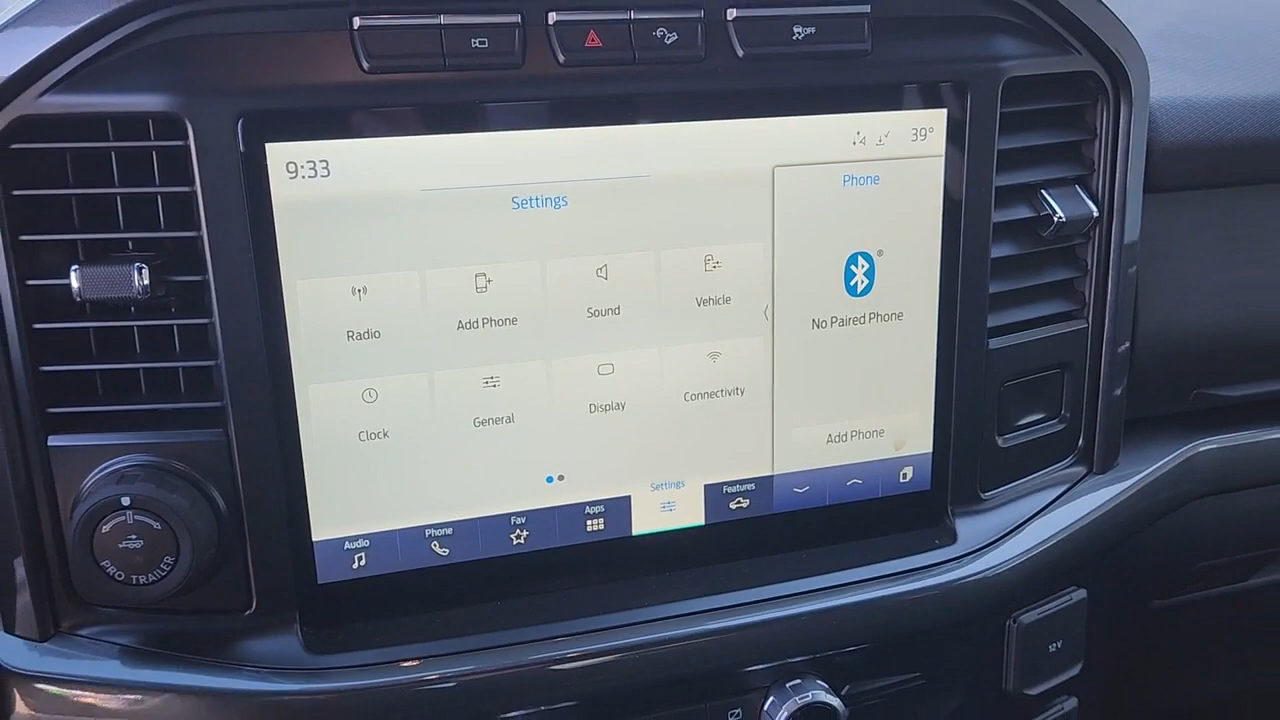 OFF
9:33
39°
Settings
Phone
®
Radio
Add Phone
Sound
Vehicle
No Paired Phone
Clock
General
Display
Connectivity
Add Phone
Audio
Phone
Fav
Apps
Settings
Features
PRO TRAILER
12V